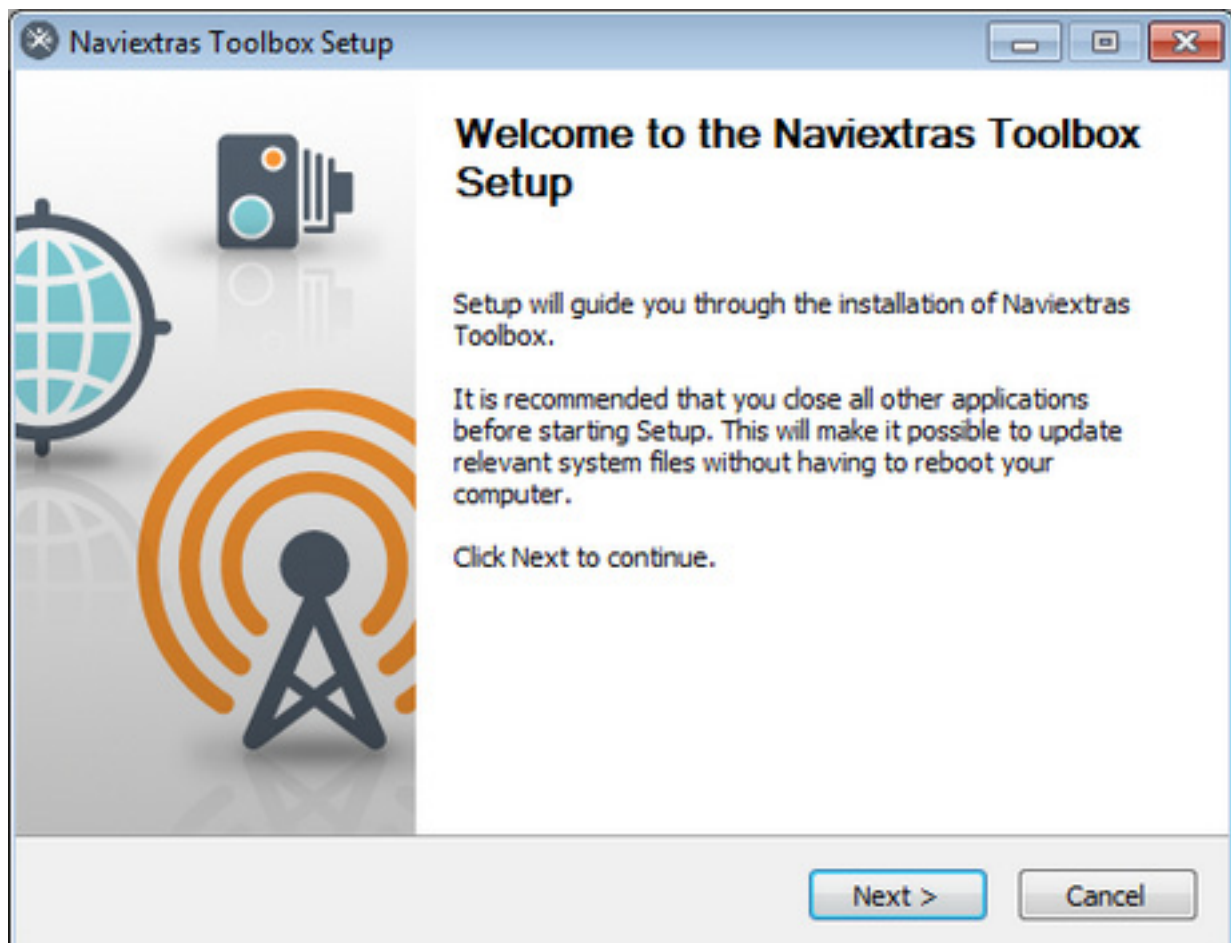 Naviextras Toolbox Setup
Welcome to the Naviextras Toolbox
Setup
Setup will guide you through the installation of Naviextras
Toolbox.
It is recommended that you close all other applications
before starting Setup. This will make it possible to update
relevant system files without having to reboot your
computer.
Click Next to continue.
Next >
Cancel